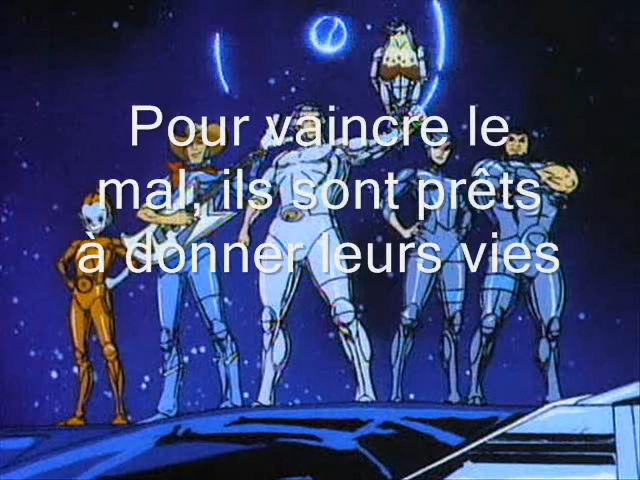 Pour vaincre le
mal, ils sont prêts
à donner leurs vies